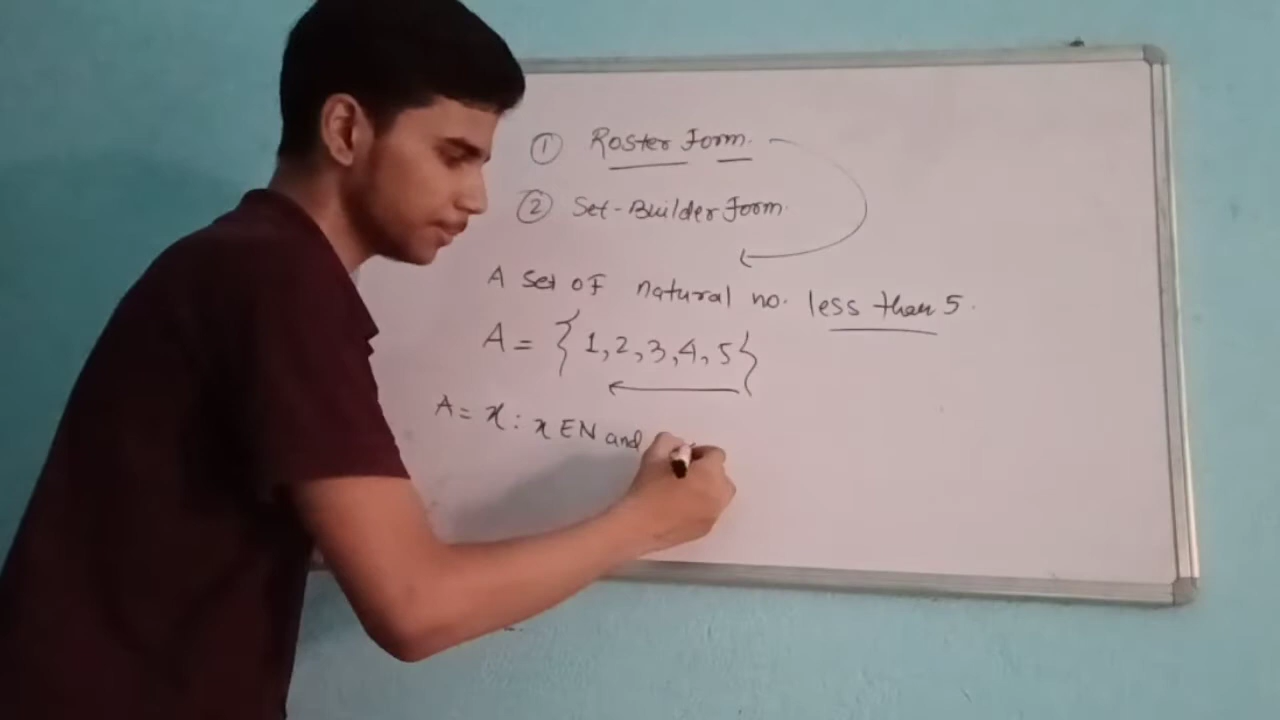 ① Roster Form.
② Set-Builder Form.
A set of natural no. less than 5.
A = {1,2,3,4,5}
A = x : x EN and